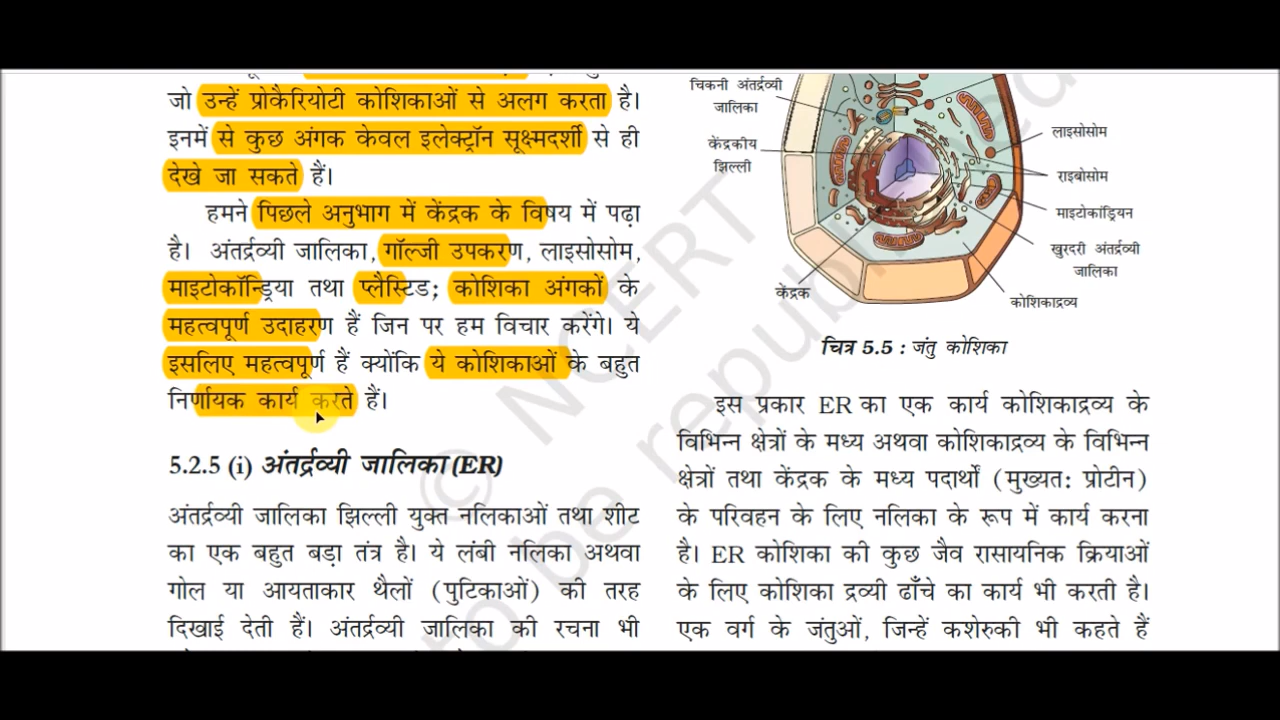 जो उन्हें प्रोकैरियोटी कोशिकाओं से अलग करता है।
इनमें से कुछ अंगक केवल इलेक्ट्रॉन सूक्ष्मदर्शी से ही
देखे जा सकते हैं।
हमने पिछले अनुभाग में केंद्रक के विषय में पढ़ा
है। अंतर्द्रव्यी जालिका, गॉल्जी उपकरण, लाइसोसोम,
माइटोकॉन्ड्रिया तथा प्लैस्टिड; कोशिका अंगकों के
महत्वपूर्ण उदाहरण हैं जिन पर हम विचार करेंगे। ये
इसलिए महत्वपूर्ण हैं क्योंकि ये कोशिकाओं के बहुत
निर्णायक कार्य करते हैं।
5.2.5 (i) अंतर्द्रव्यी जालिका (ER)
अंतर्द्रव्यी जालिका झिल्ली युक्त नलिकाओं तथा शीट
का एक बहुत बड़ा तंत्र है। ये लंबी नलिका अथवा
गोल या आयताकार थैलों (पुटिकाओं) की तरह
दिखाई देती हैं। अंतर्द्रव्यी जालिका की रचना भी
चिकनी अंतर्द्रव्यी
जालिका
केंद्रकीय
झिल्ली
केंद्रक
लाइसोसोम
राइबोसोम
माइटोकांड्रियन
खुरदरी अंतर्द्रव्यी
जालिका
कोशिकाद्रव्य
चित्र 5.5 : जंतु कोशिका
इस प्रकार ER का एक कार्य कोशिकाद्रव्य के
विभिन्न क्षेत्रों के मध्य अथवा कोशिकाद्रव्य के विभिन्न
क्षेत्रों तथा केंद्रक के मध्य पदार्थों (मुख्यत: प्रोटीन)
के परिवहन के लिए नलिका के रूप में कार्य करना
है। ER कोशिका की कुछ जैव रासायनिक क्रियाओं
के लिए कोशिका द्रव्यी ढाँचे का कार्य भी करती है।
एक वर्ग के जंतुओं, जिन्हें कशेरुकी भी कहते हैं
© NCERT
to be republished